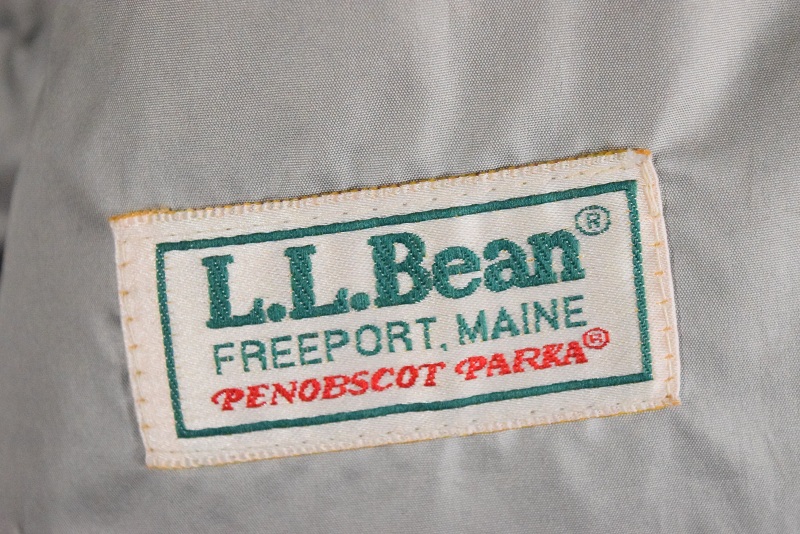 L.L.Bean®
FREEPORT, MAINE
PENOBSCOT PARKA®